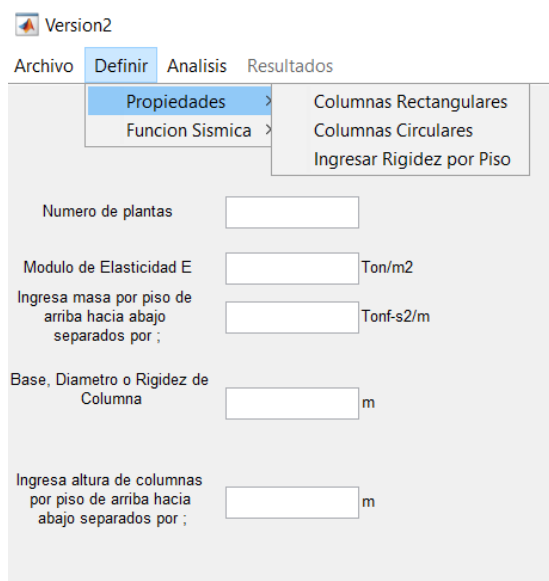 Version2
Archivo Definir Analisis Resultados
Propiedades > Columnas Rectangulares
Funcion Sismica > Columnas Circulares
Ingresar Rigidez por Piso
Numero de plantas
Modulo de Elasticidad E Ton/m2
Ingresa masa por piso de
arriba hacia abajo Tonf-s2/m
separados por ;
Base, Diametro o Rigidez de
Columna m
Ingresa altura de columnas
por piso de arriba hacia m
abajo separados por ;